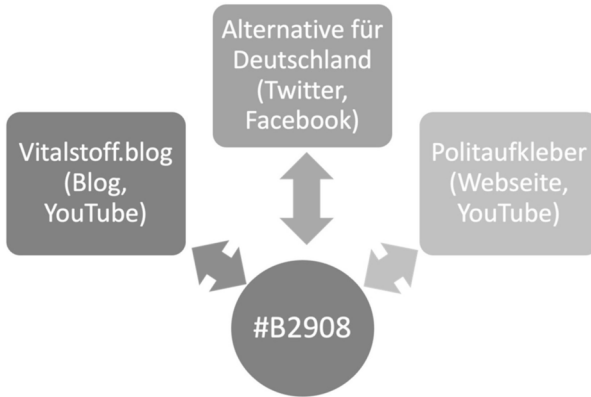 Alternative für
Deutschland
(Twitter,
Facebook)
Vitalstoff.blog
(Blog,
YouTube)
Politaufkleber
(Webseite,
YouTube)
#B2908